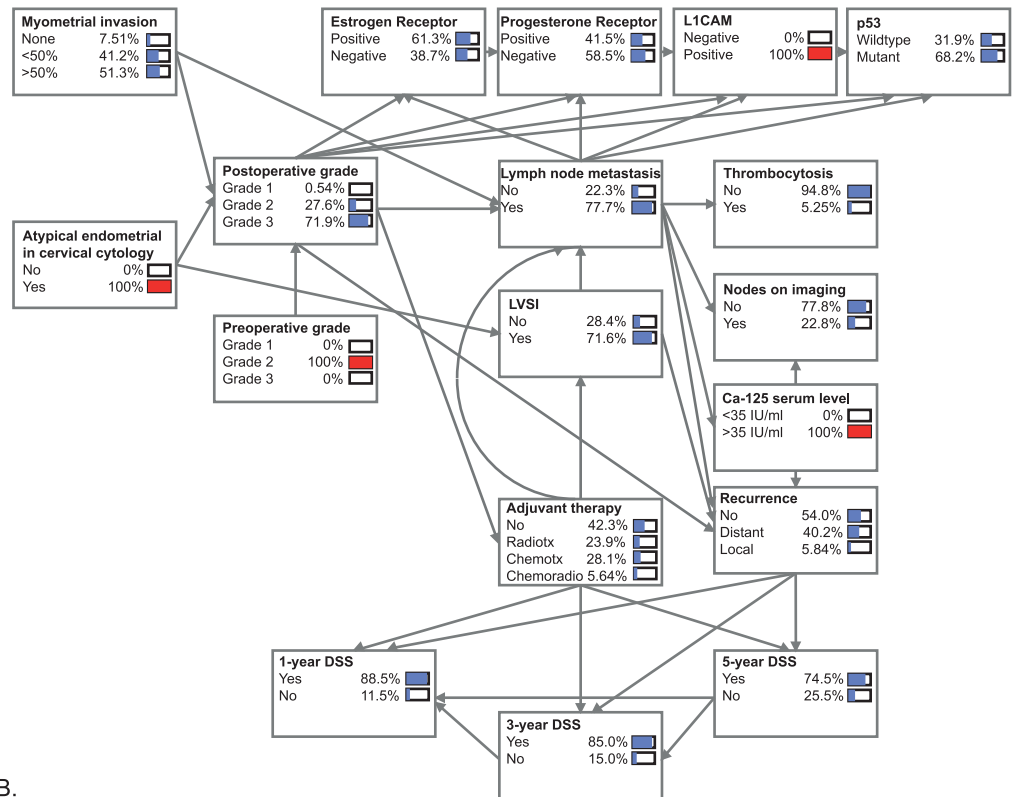 Myometrial invasion
None 7.51%
<50% 41.2%
>50% 51.3%
Estrogen Receptor
Positive 61.3%
Negative 38.7%
Progesterone Receptor
Positive 41.5%
Negative 58.5%
L1CAM
Negative 0%
Positive 100%
p53
Wildtype 31.9%
Mutant 68.2%
Postoperative grade
Grade 1 0.54%
Grade 2 27.6%
Grade 3 71.9%
Lymph node metastasis
No 22.3%
Yes 77.7%
Thrombocytosis
No 94.8%
Yes 5.25%
Atypical endometrial
in cervical cytology
No 0%
Yes 100%
Nodes on imaging
No 77.8%
Yes 22.8%
LVSI
No 28.4%
Yes 71.6%
Preoperative grade
Grade 1 0%
Grade 2 100%
Grade 3 0%
Ca-125 serum level
<35 IU/ml 0%
>35 IU/ml 100%
Recurrence
No 54.0%
Distant 40.2%
Local 5.84%
Adjuvant therapy
No 42.3%
Radiotx 23.9%
Chemotx 28.1%
Chemoradio 5.64%
1-year DSS
Yes 88.5%
No 11.5%
5-year DSS
Yes 74.5%
No 25.5%
3-year DSS
Yes 85.0%
No 15.0%
B.